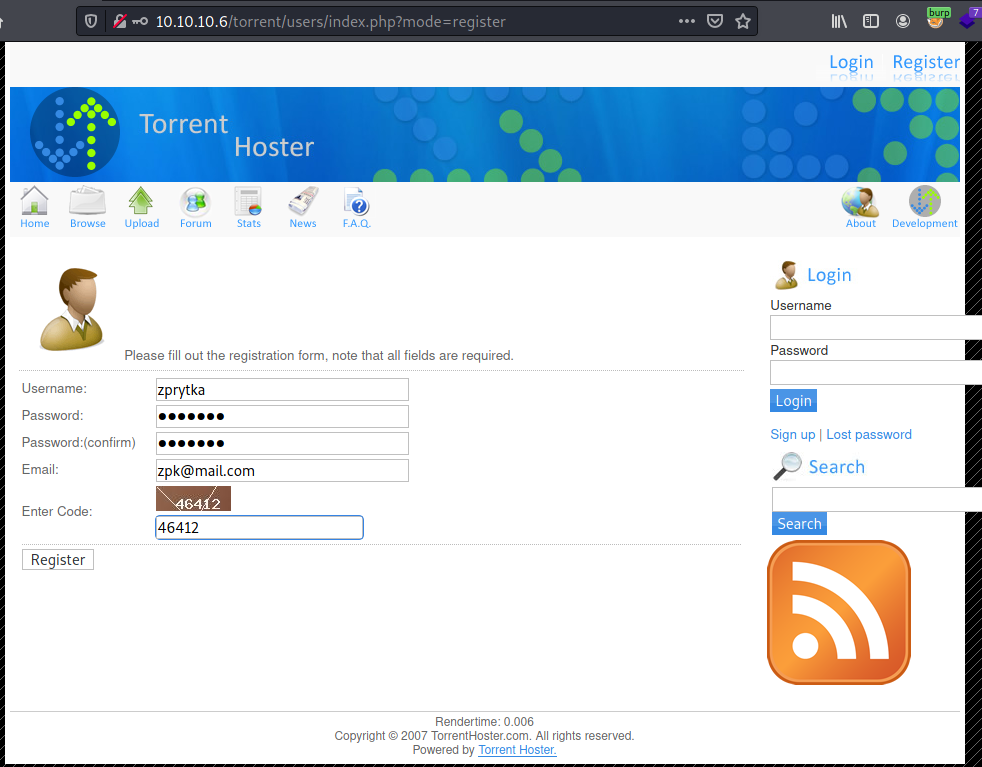 10.10.10.6/torrent/users/index.php?mode=register
burp
7
Login Register
Torrent
Hoster
Home Browse Upload Forum Stats News F.A.Q. About Development
Please fill out the registration form, note that all fields are required.
Username: zprytka
Password: ●●●●●●●
Password:(confirm) ●●●●●●●
Email: zpk@mail.com
46412
Enter Code:
46412
Register
Login
Username
Password
Login
Sign up | Lost password
Search
Search
Rendertime: 0.006
Copyright © 2007 TorrentHoster.com. All rights reserved.
Powered by Torrent Hoster.